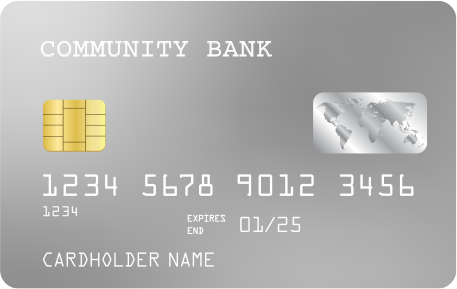 COMMUNITY BANK
1234 5678 9012 3456
1234
EXPIRES
END 01/25
CARDHOLDER NAME